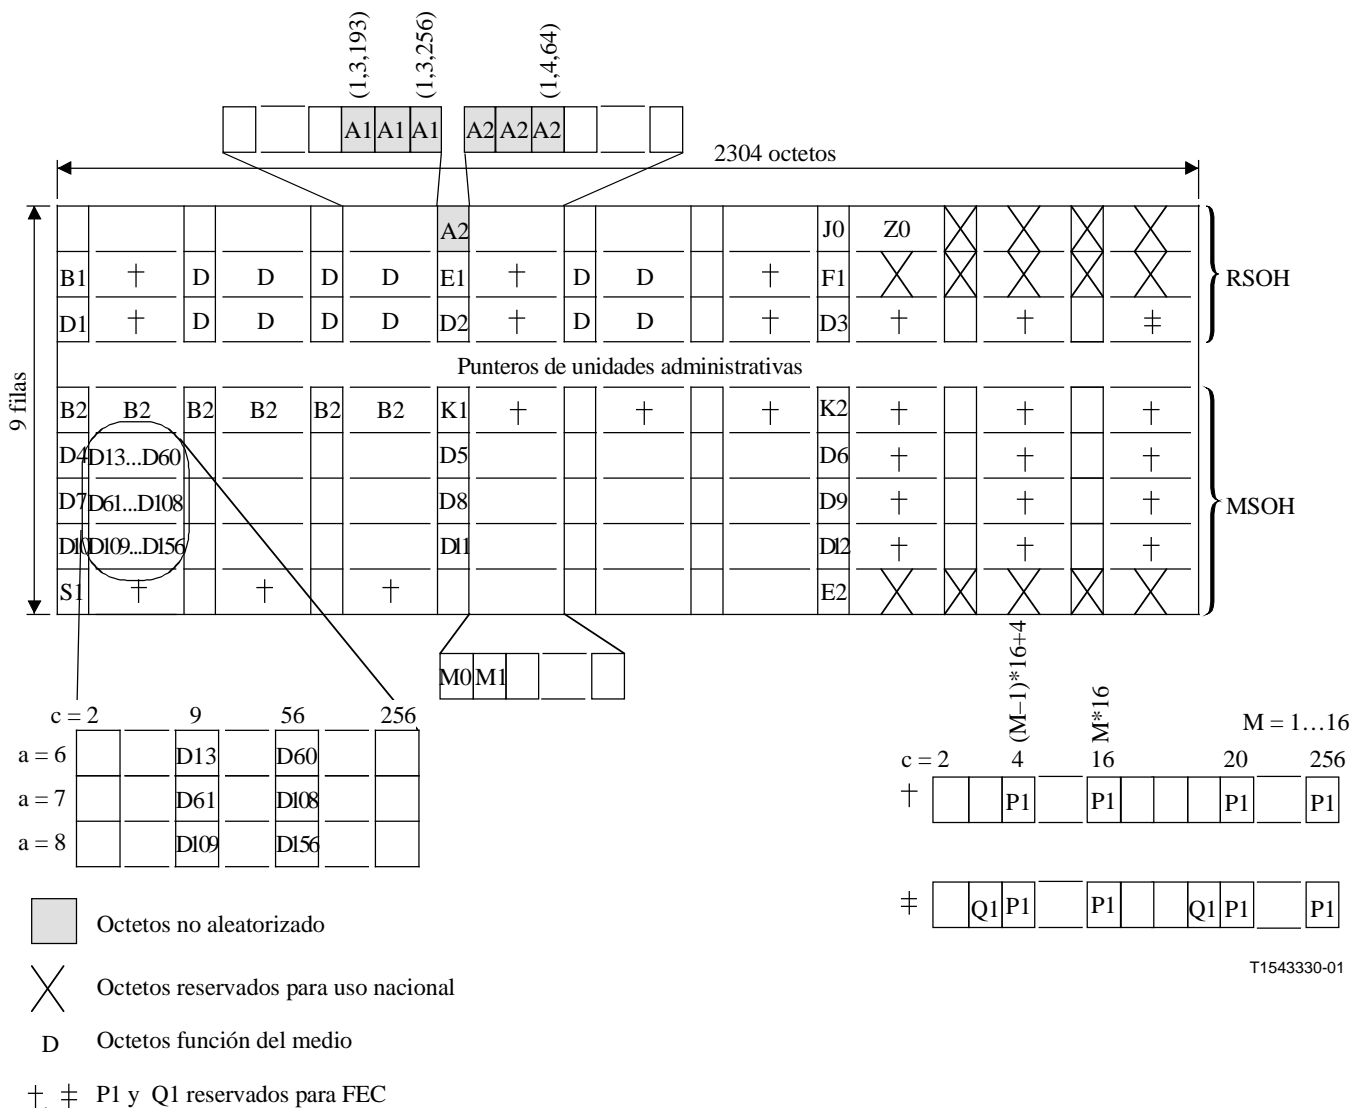 (1,3,193) (1,3,256) (1,4,64)
A1 A1 A1 A2 A2 A2
2304 octetos
A2 J0 Z0
B1 † D D D D E1 † D D † F1
RSOH
D1 † D D D D D2 † D D † D3 † † ‡
Punteros de unidades administrativas
9 filas
B2 B2 B2 B2 B2 B2 K1 † † † K2 † † †
D4 D13...D60 D5 D6 † † †
D7 D61...D108 D8 D9 † † †
MSOH
D10 D109...D156 D11 D12 † † †
S1 † † † E2
M0 M1
(M–1)*16+4 M*16
c = 2 9 56 256
M = 1…16
a = 6 D13 D60
c = 2 4 16 20 256
a = 7 D61 D108
† P1 P1 P1 P1
a = 8 D109 D156
‡ Q1 P1 P1 Q1 P1 P1
Octetos no aleatorizado
T1543330-01
Octetos reservados para uso nacional
D Octetos función del medio
† ‡ P1 y Q1 reservados para FEC